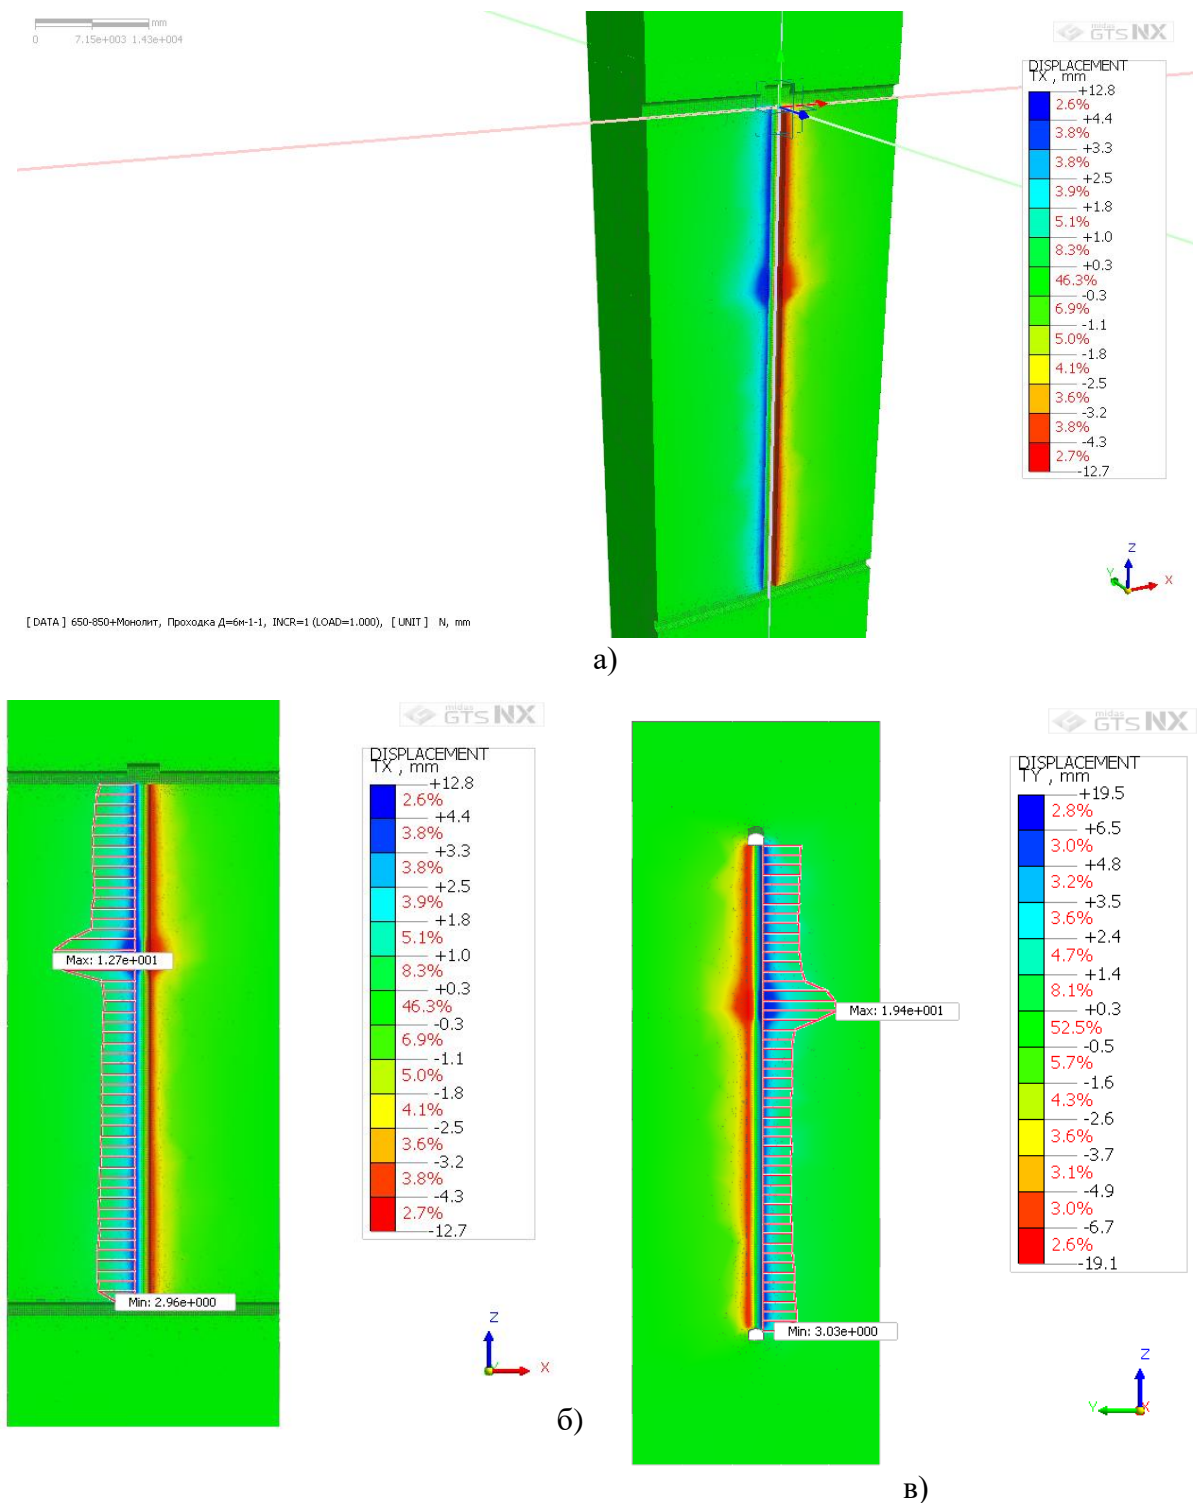 mm
0 7.15e+003 1.43e+004
midas
GTS NX
DISPLACEMENT
TX , mm
+12.8
2.6%
+4.4
3.8%
+3.3
3.8%
+2.5
3.9%
+1.8
5.1%
+1.0
8.3%
+0.3
46.3%
-0.3
6.9%
-1.1
5.0%
-1.8
4.1%
-2.5
3.6%
-3.2
3.8%
-4.3
2.7%
-12.7
Z
Y
X
[ DATA ] 650-850+Монолит, Проходка Д=6м-1-1, INCR=1 (LOAD=1.000), [ UNIT ] N, mm
а)
midas
GTS NX
DISPLACEMENT
TX , mm
+12.8
2.6%
+4.4
3.8%
+3.3
3.8%
+2.5
3.9%
+1.8
5.1%
+1.0
8.3%
+0.3
46.3%
-0.3
6.9%
-1.1
5.0%
-1.8
4.1%
-2.5
3.6%
-3.2
3.8%
-4.3
2.7%
-12.7
Max: 1.27e+001
Min: 2.96e+000
Z
Y
X
б)
midas
GTS NX
DISPLACEMENT
TY , mm
+19.5
2.8%
+6.5
3.0%
+4.8
3.2%
+3.5
3.6%
+2.4
4.7%
+1.4
8.1%
+0.3
52.5%
-0.5
5.7%
-1.6
4.3%
-2.6
3.6%
-3.7
3.1%
-4.9
3.0%
-6.7
2.6%
-19.1
Max: 1.94e+001
Min: 3.03e+000
Z
Y
X
в)